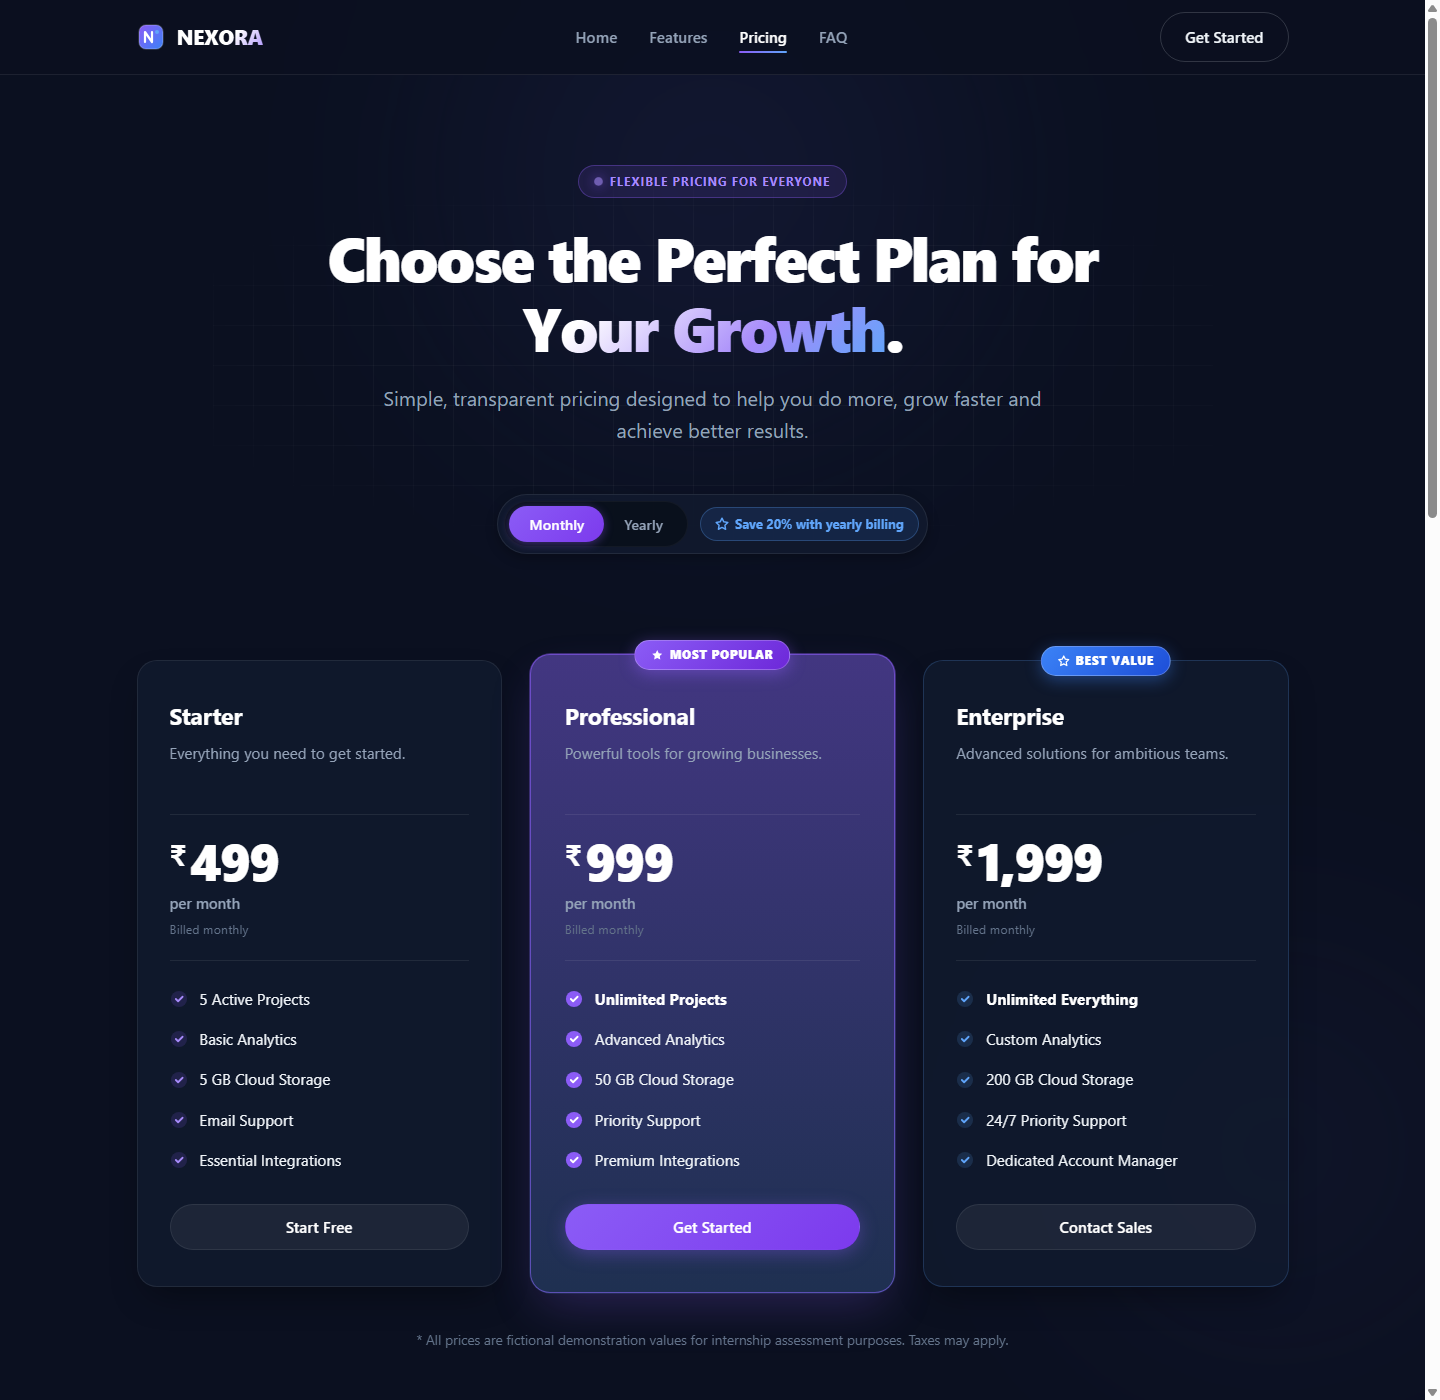 N
NEXORA
Home
Features
Pricing
FAQ
Get Started
FLEXIBLE PRICING FOR EVERYONE
Choose the Perfect Plan for
Your Growth.
Simple, transparent pricing designed to help you do more, grow faster and
achieve better results.
Monthly
Yearly
Save 20% with yearly billing
Starter
Everything you need to get started.
₹499
per month
Billed monthly
5 Active Projects
Basic Analytics
5 GB Cloud Storage
Email Support
Essential Integrations
Start Free
MOST POPULAR
Professional
Powerful tools for growing businesses.
₹999
per month
Billed monthly
Unlimited Projects
Advanced Analytics
50 GB Cloud Storage
Priority Support
Premium Integrations
Get Started
BEST VALUE
Enterprise
Advanced solutions for ambitious teams.
₹1,999
per month
Billed monthly
Unlimited Everything
Custom Analytics
200 GB Cloud Storage
24/7 Priority Support
Dedicated Account Manager
Contact Sales
* All prices are fictional demonstration values for internship assessment purposes. Taxes may apply.